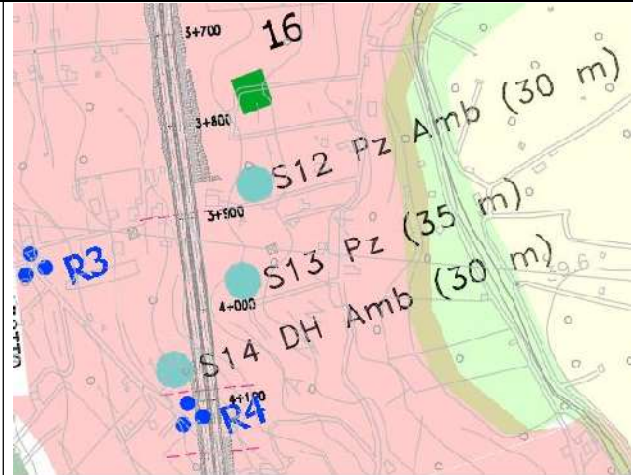 3+700
16
3+800
S12 Pz Amb (30 m)
3+900
S13 Pz (35 m)
R3
4+000
S14 DH Amb (30 m)
4+100
R4